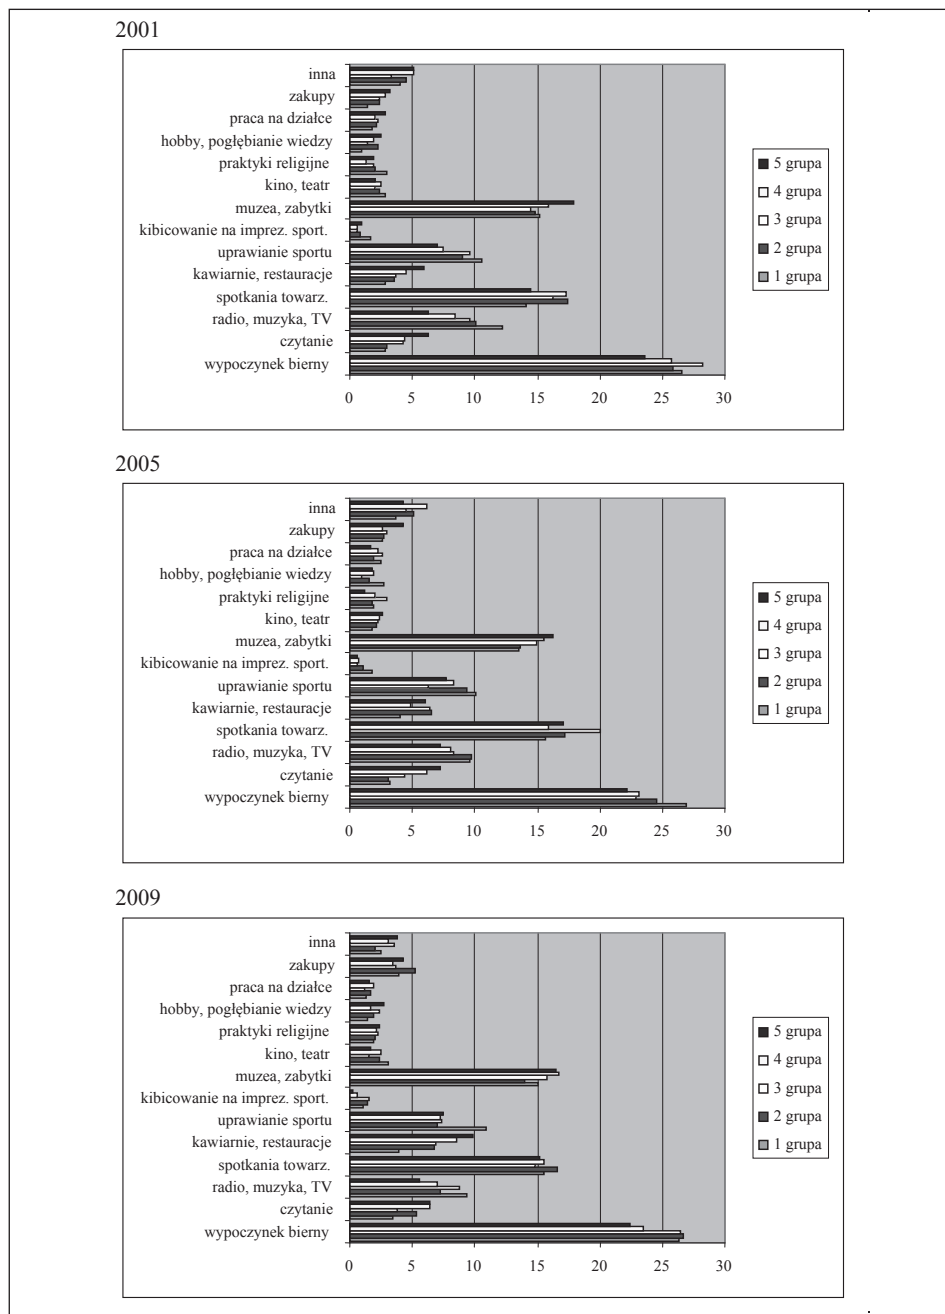 2001
inna
zakupy
praca na działce
hobby, pogłębianie wiedzy
praktyki religijne
kino, teatr
muzea, zabytki
kibicowanie na imprez. sport.
uprawianie sportu
kawiarnie, restauracje
spotkania towarz.
radio, muzyka, TV
czytanie
wypoczynek bierny
0 5 10 15 20 25 30
5 grupa
4 grupa
3 grupa
2 grupa
1 grupa
2005
inna
zakupy
praca na działce
hobby, pogłębianie wiedzy
praktyki religijne
kino, teatr
muzea, zabytki
kibicowanie na imprez. sport.
uprawianie sportu
kawiarnie, restauracje
spotkania towarz.
radio, muzyka, TV
czytanie
wypoczynek bierny
0 5 10 15 20 25 30
5 grupa
4 grupa
3 grupa
2 grupa
1 grupa
2009
inna
zakupy
praca na działce
hobby, pogłębianie wiedzy
praktyki religijne
kino, teatr
muzea, zabytki
kibicowanie na imprez. sport.
uprawianie sportu
kawiarnie, restauracje
spotkania towarz.
radio, muzyka, TV
czytanie
wypoczynek bierny
0 5 10 15 20 25 30
5 grupa
4 grupa
3 grupa
2 grupa
1 grupa